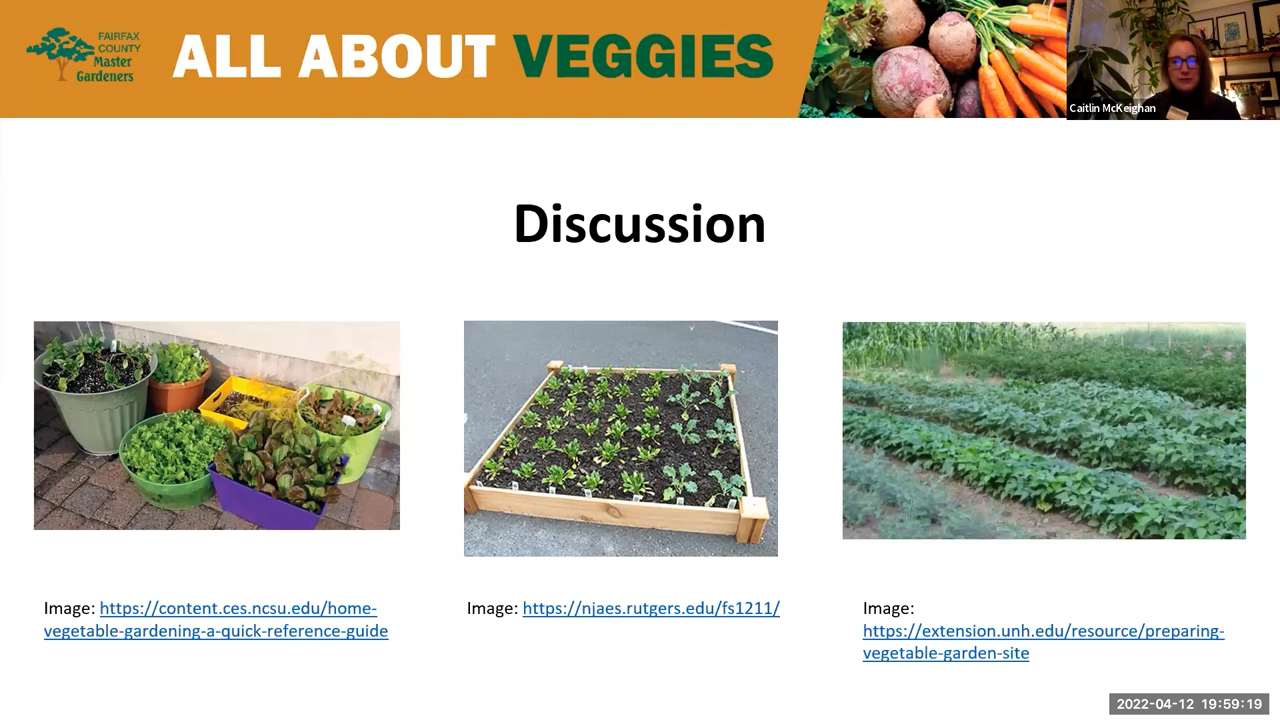 FAIRFAX
COUNTY
Master
Gardeners
ALL ABOUT VEGGIES
Caitlin McKeighan
Discussion
Image: https://content.ces.ncsu.edu/home-
vegetable-gardening-a-quick-reference-guide
Image: https://njaes.rutgers.edu/fs1211/
Image:
https://extension.unh.edu/resource/preparing-
vegetable-garden-site
2022-04-12 19:59:19